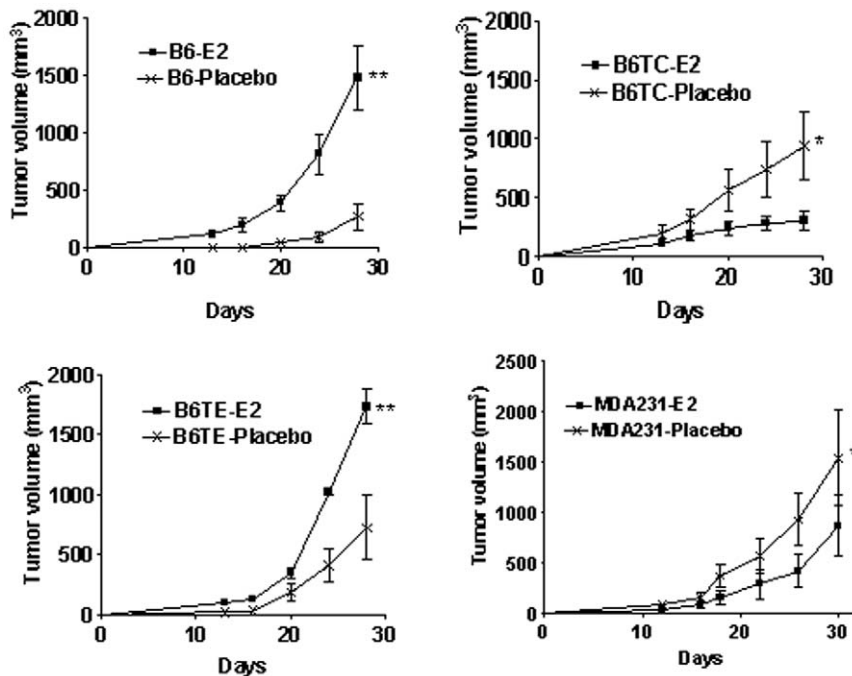 2000
1500
1000
500
0
Tumor volume (mm³)
B6-E2
B6-Placebo
**
0 10 20 30
Days
2000
1500
1000
500
0
Tumor volume (mm³)
B6TC-E2
B6TC-Placebo
*
0 10 20 30
Days
2000
1500
1000
500
0
Tumor volume (mm³)
B6TE-E2
B6TE-Placebo
**
0 10 20 30
Days
2500
2000
1500
1000
500
0
Tumor volume (mm³)
MDA231-E2
MDA231-Placebo
*
0 10 20 30
Days